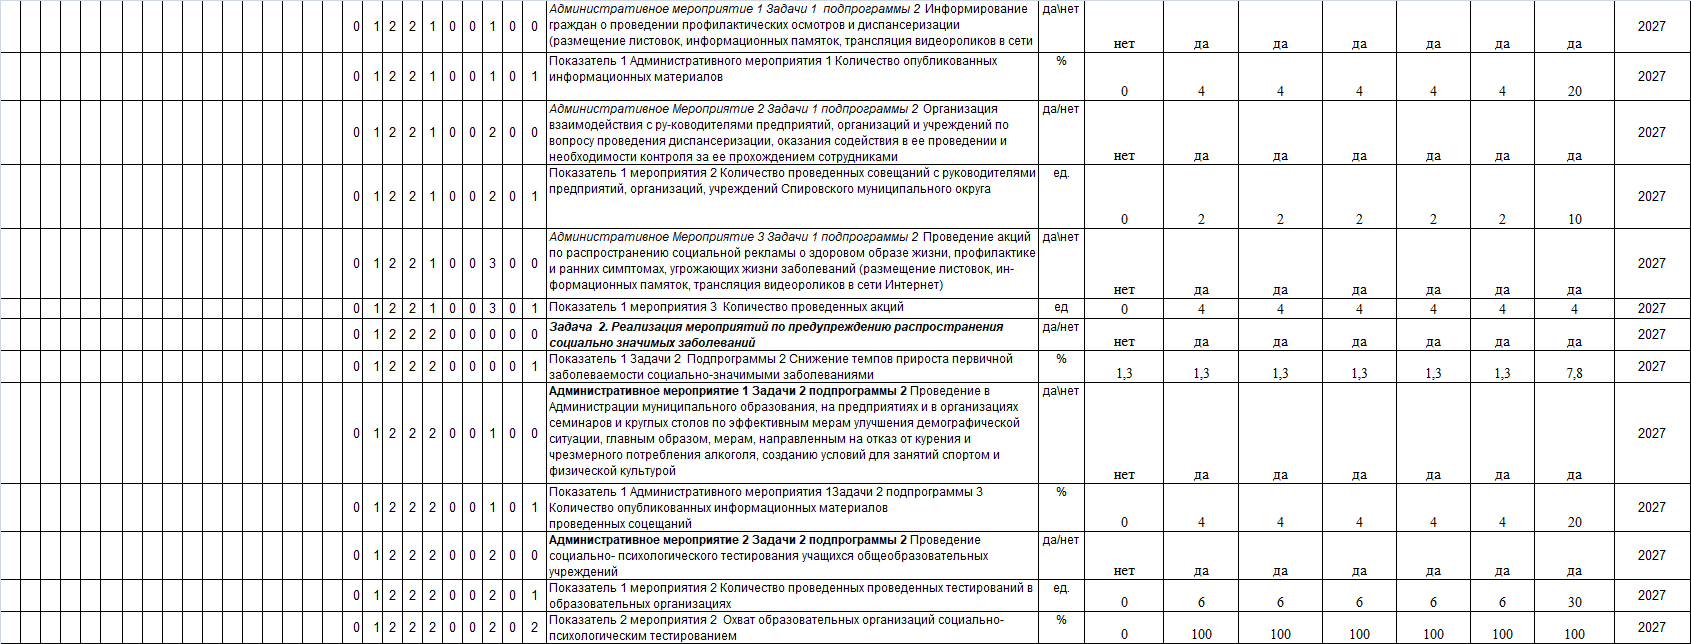 Административное мероприятие 1 Задачи 1 подпрограммы 2 Информирование да\нет
граждан о проведении профилактических осмотров и диспансеризации
0 1 2 2 1 0 0 1 0 0 2027
(размещение листовок, информационных памяток, трансляция видеороликов в сети нет да да да да да да
Показатель 1 Административного мероприятия 1 Количество опубликованных %
0 1 2 2 1 0 0 1 0 1 информационных материалов 2027
0 4 4 4 4 4 20
Административное Мероприятие 2 Задачи 1 подпрограммы 2 Организация да/нет
взаимодействия с ру-ководителями предприятий, организаций и учреждений по
0 1 2 2 1 0 0 2 0 0 2027
вопросу проведения диспансеризации, оказания содействия в ее проведении и
необходимости контроля за ее прохождением сотрудниками нет да да да да да да
Показатель 1 мероприятия 2 Количество проведенных совещаний с руководителями ед.
предприятий, организаций, учреждений Спировского муниципального округа
0 1 2 2 1 0 0 2 0 1 2027
0 2 2 2 2 2 10
Административное Мероприятие 3 Задачи 1 подпрограммы 2 Проведение акций да\нет
по распространению социальной рекламы о здоровом образе жизни, профилактике
0 1 2 2 1 0 0 3 0 0 2027
и ранних симптомах, угрожающих жизни заболеваний (размещение листовок, ин-
формационных памяток, трансляция видеороликов в сети Интернет) нет да да да да да да
0 1 2 2 1 0 0 3 0 1 Показатель 1 мероприятия 3 Количество проведенных акций ед 0 4 4 4 4 4 4 2027
Задача 2. Реализация мероприятий по предупреждению распространения да/нет
0 1 2 2 2 0 0 0 0 0 2027
социально значимых заболеваний нет да да да да да да
Показатель 1 Задачи 2 Подпрограммы 2 Снижение темпов прироста первичной %
0 1 2 2 2 0 0 0 0 1 2027
заболеваемости социально-значимыми заболеваниями 1,3 1,3 1,3 1,3 1,3 1,3 7,8
Административное мероприятие 1 Задачи 2 подпрограммы 2 Проведение в да\нет
Администрации муниципального образования, на предприятиях и в организациях
семинаров и круглых столов по эффективным мерам улучшения демографической
0 1 2 2 2 0 0 1 0 0 2027
ситуации, главным образом, мерам, направленным на отказ от курения и
чрезмерного потребления алкоголя, созданию условий для занятий спортом и
физической культурой нет да да да да да да
Показатель 1 Административного мероприятия 1Задачи 2 подпрограммы 3 %
0 1 2 2 2 0 0 1 0 1 Количество опубликованных информационных материалов 2027
проведенных соцещаний 0 4 4 4 4 4 20
Административное мероприятие 2 Задачи 2 подпрограммы 2 Проведение да/нет
0 1 2 2 2 0 0 2 0 0 социально- психологического тестирования учащихся общеобразовательных 2027
учреждений нет да да да да да да
Показатель 1 мероприятия 2 Количество проведенных проведенных тестирований в ед.
0 1 2 2 2 0 0 2 0 1 2027
образовательных организациях 0 6 6 6 6 6 30
Показатель 2 мероприятия 2 Охват образовательных организаций социально- %
0 1 2 2 2 0 0 2 0 2 2027
психологическим тестированием 0 100 100 100 100 100 100